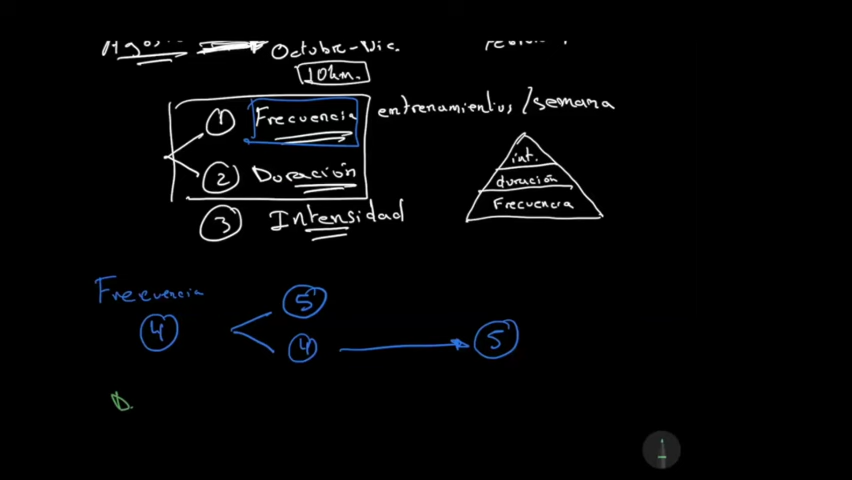 Octubre-Dic.
10km.
① Frecuencia entrenamientos/semana
② Duración
③ Intensidad
int.
duración
Frecuencia
Frecuencia
5
4
4
5
D